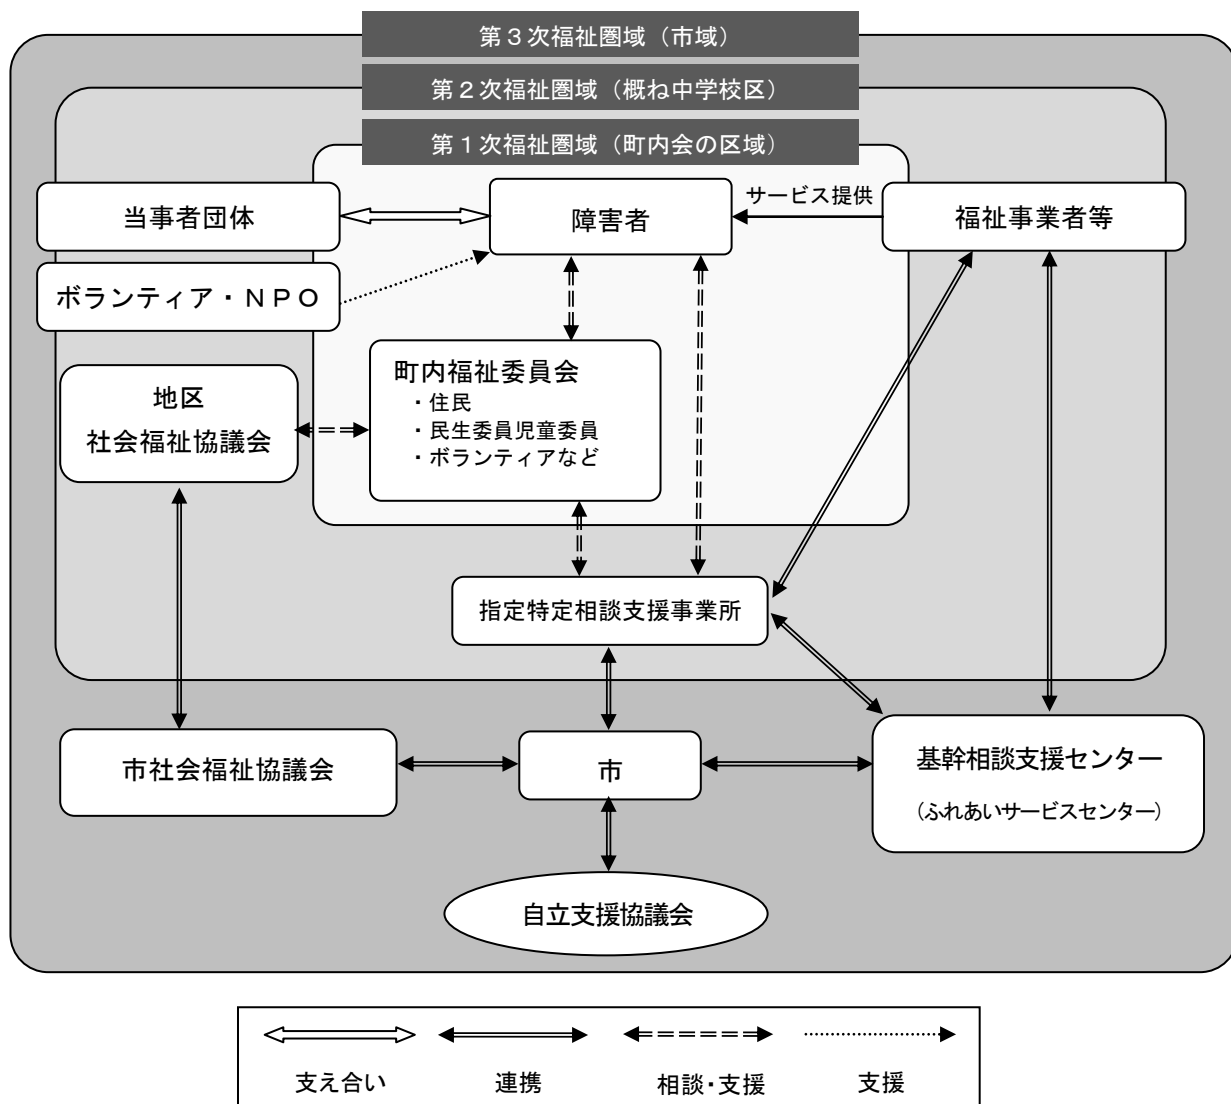 第３次福祉圏域（市域）
第２次福祉圏域（概ね中学校区）
第１次福祉圏域（町内会の区域）
当事者団体
障害者
サービス提供
福祉事業者等
ボランティア・ＮＰＯ
町内福祉委員会
・住民
・民生委員児童委員
・ボランティアなど
地区
社会福祉協議会
指定特定相談支援事業所
市社会福祉協議会
市
基幹相談支援センター
（ふれあいサービスセンター）
自立支援協議会
支え合い
連携
相談・支援
支援